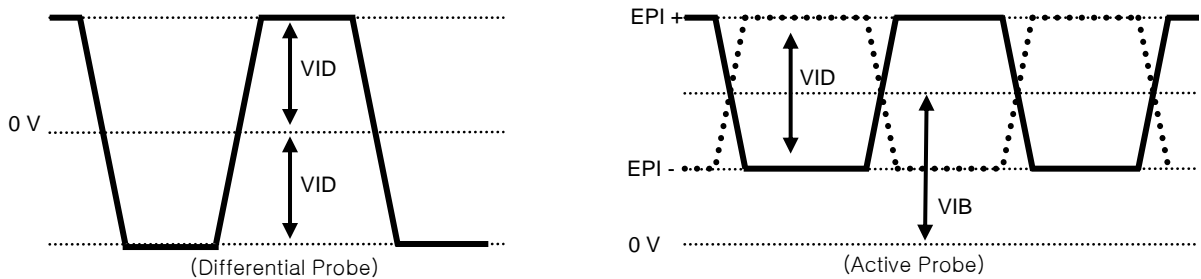 0 V
VID
VID
(Differential Probe)
EPI +
VID
EPI -
VIB
0 V
(Active Probe)